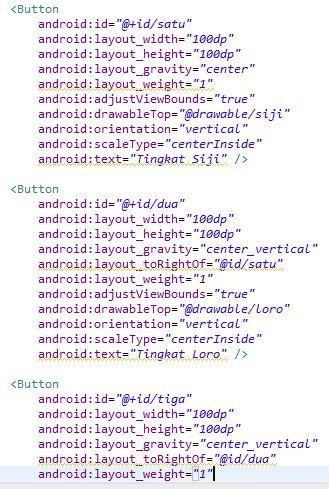 <Button
android:id="@+id/satu"
android:layout_width="100dp"
android:layout_height="100dp"
android:layout_gravity="center"
android:layout_weight="1"
android:adjustViewBounds="true"
android:drawableTop="@drawable/siji"
android:orientation="vertical"
android:scaleType="centerInside"
android:text="Tingkat Siji" />
<Button
android:id="@+id/dua"
android:layout_width="100dp"
android:layout_height="100dp"
android:layout_gravity="center_vertical"
android:layout_toRightOf="@id/satu"
android:layout_weight="1"
android:adjustViewBounds="true"
android:drawableTop="@drawable/loro"
android:orientation="vertical"
android:scaleType="centerInside"
android:text="Tingkat Loro" />
<Button
android:id="@+id/tiga"
android:layout_width="100dp"
android:layout_height="100dp"
android:layout_gravity="center_vertical"
android:layout_toRightOf="@id/dua"
android:layout_weight="1"